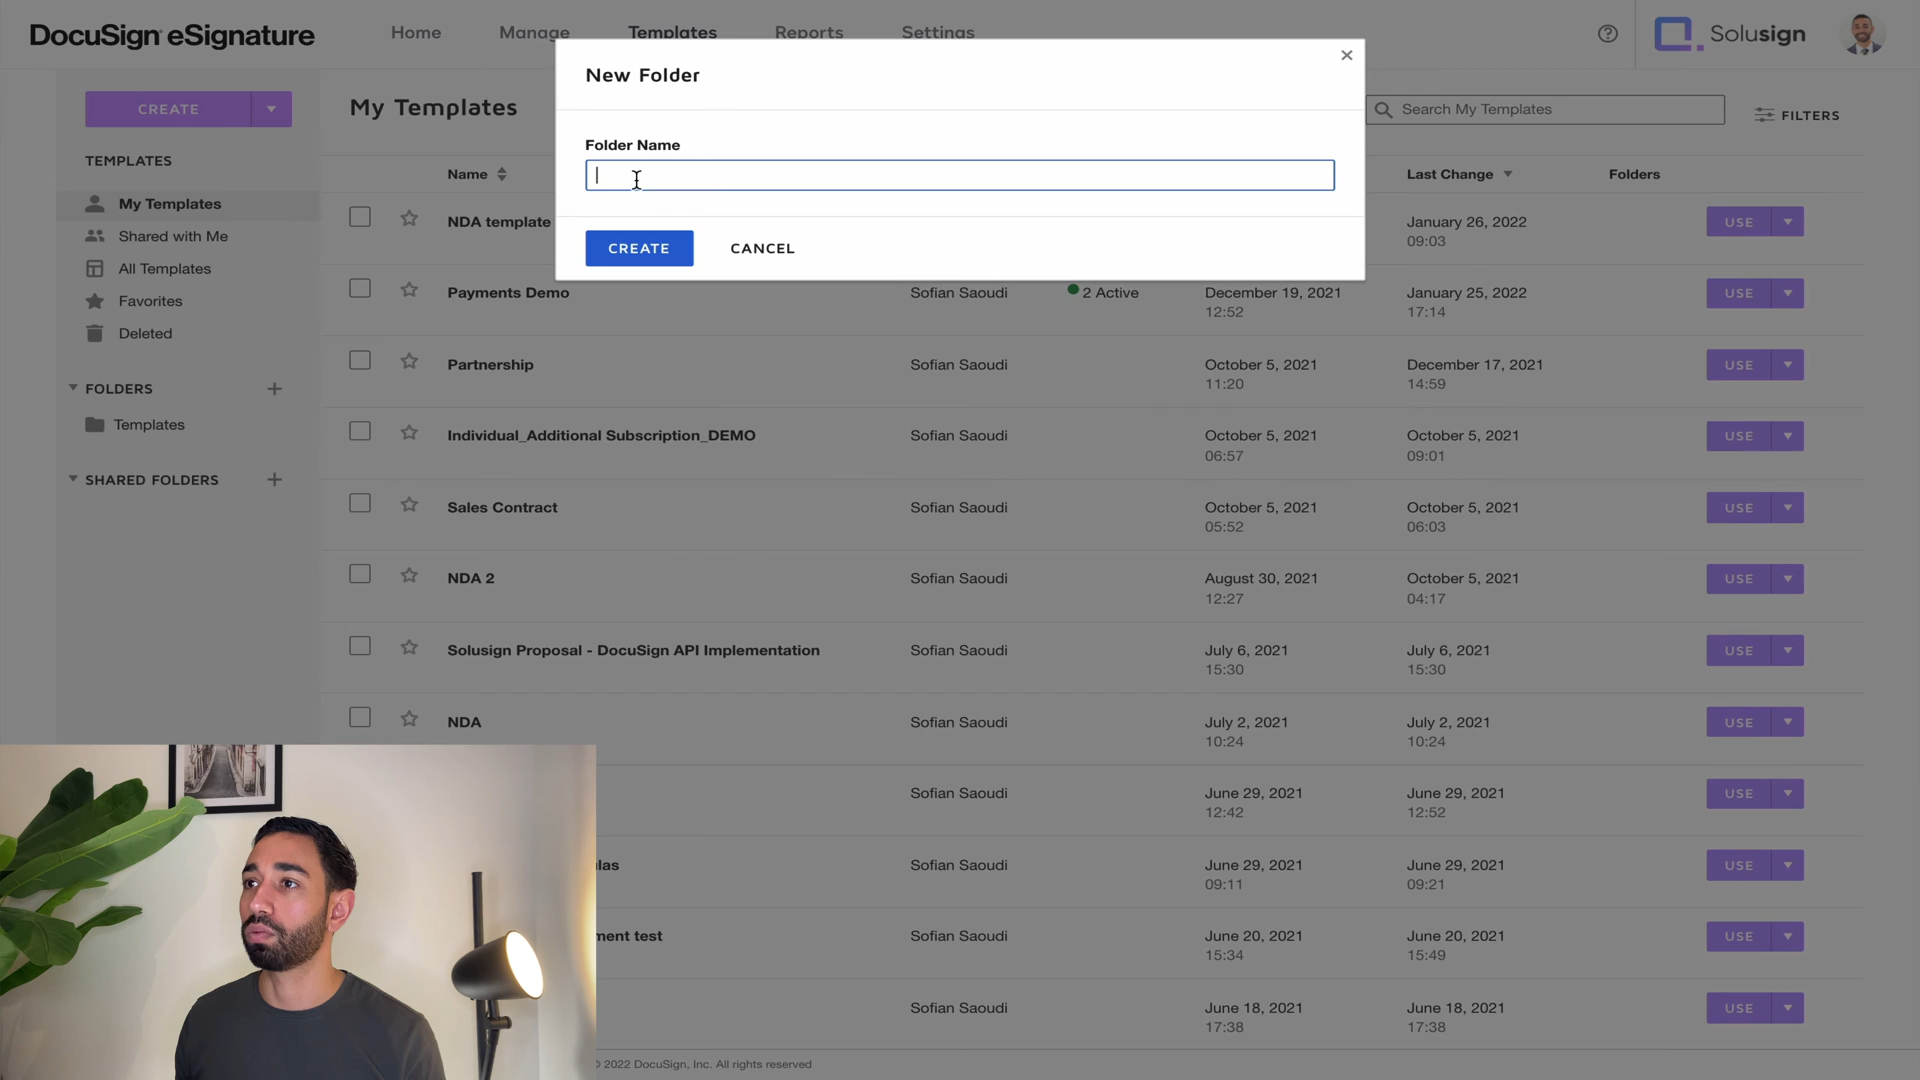 DocuSign eSignature
Home
Manage
Templates
Reports
Settings
Solusign
New Folder
Folder Name
CREATE
CANCEL
CREATE
TEMPLATES
My Templates
Shared with Me
All Templates
Favorites
Deleted
FOLDERS
Templates
SHARED FOLDERS
My Templates
Search My Templates
FILTERS
Name
Last Change
Folders
NDA template
January 26, 2022
09:03
USE
Payments Demo
Sofian Saoudi
2 Active
December 19, 2021
12:52
January 25, 2022
17:14
USE
Partnership
Sofian Saoudi
October 5, 2021
11:20
December 17, 2021
14:59
USE
Individual_Additional Subscription_DEMO
Sofian Saoudi
October 5, 2021
06:57
October 5, 2021
09:01
USE
Sales Contract
Sofian Saoudi
October 5, 2021
05:52
October 5, 2021
06:03
USE
NDA 2
Sofian Saoudi
August 30, 2021
12:27
October 5, 2021
04:17
USE
Solusign Proposal - DocuSign API Implementation
Sofian Saoudi
July 6, 2021
15:30
July 6, 2021
15:30
USE
NDA
Sofian Saoudi
July 2, 2021
10:24
July 2, 2021
10:24
USE
Sofian Saoudi
June 29, 2021
12:42
June 29, 2021
12:52
USE
Sofian Saoudi
June 29, 2021
09:11
June 29, 2021
09:21
USE
test
Sofian Saoudi
June 20, 2021
15:34
June 20, 2021
15:49
USE
Sofian Saoudi
June 18, 2021
17:38
June 18, 2021
17:38
USE
© 2022 DocuSign, Inc. All rights reserved